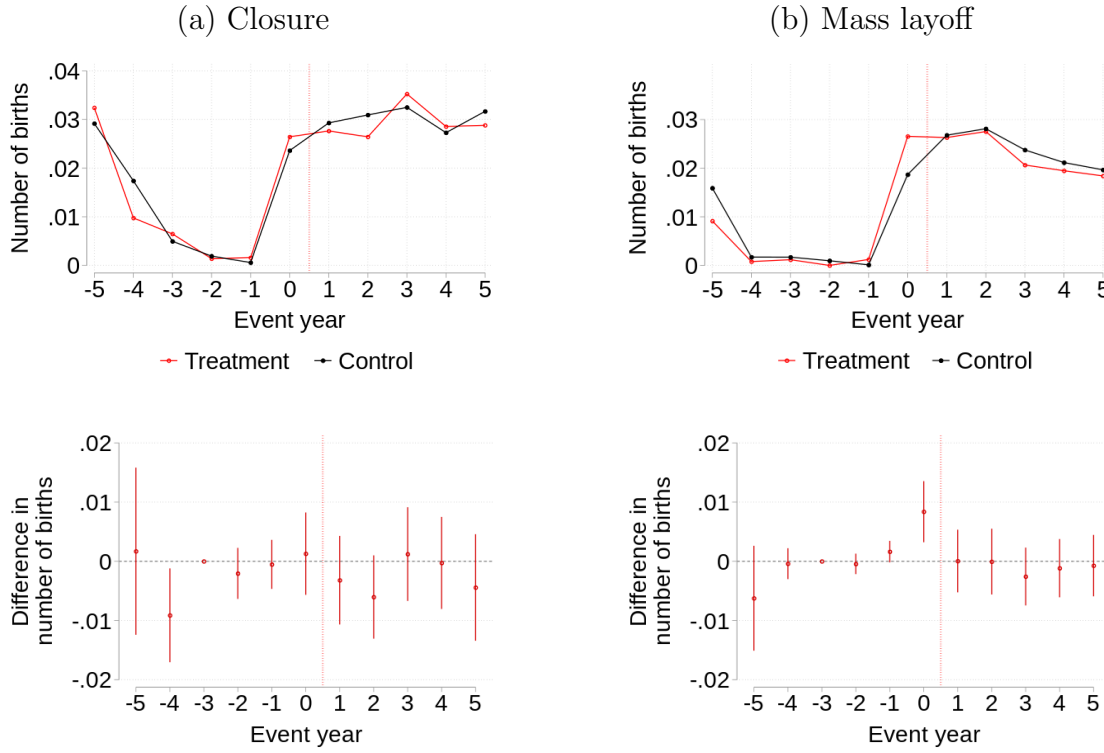 (a) Closure
Number of births
.04
.03
.02
.01
0
-5 -4 -3 -2 -1 0 1 2 3 4 5
Event year
Treatment Control
(b) Mass layoff
Number of births
.03
.02
.01
0
-5 -4 -3 -2 -1 0 1 2 3 4 5
Event year
Treatment Control
Difference in
number of births
.02
.01
0
-.01
-.02
-5 -4 -3 -2 -1 0 1 2 3 4 5
Event year
Difference in
number of births
.02
.01
0
-.01
-.02
-5 -4 -3 -2 -1 0 1 2 3 4 5
Event year